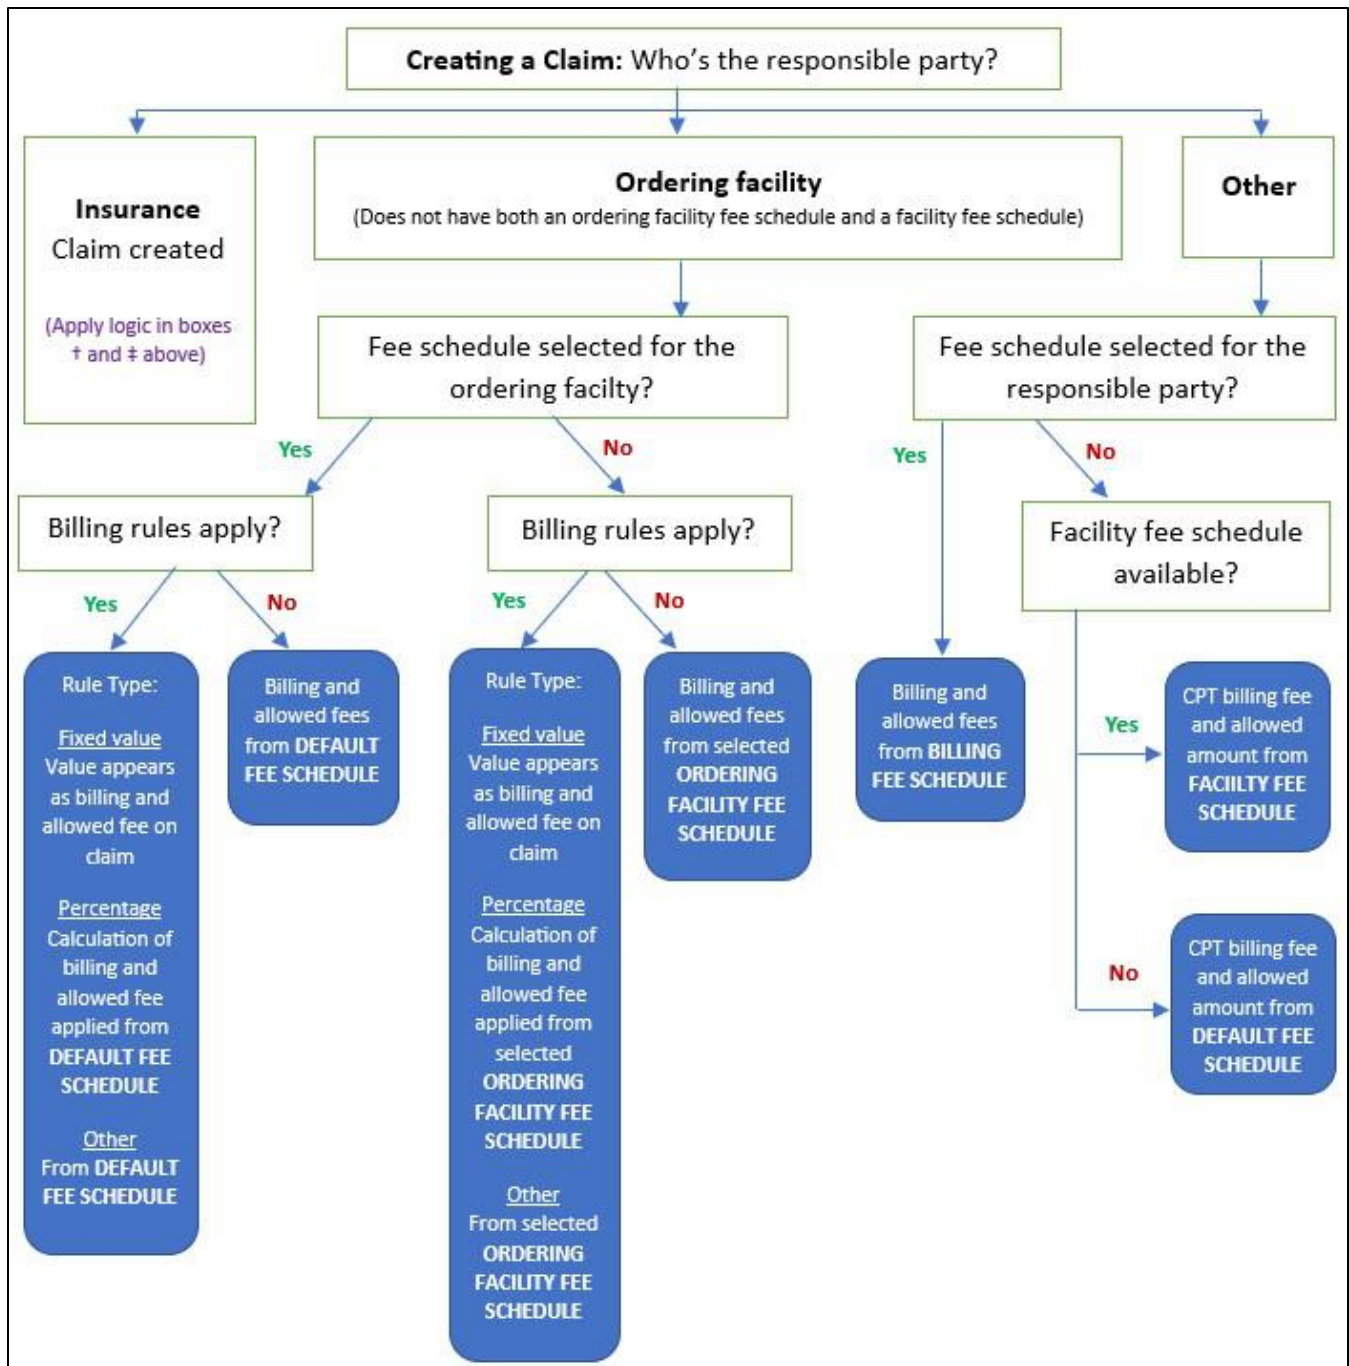 Creating a Claim: Who's the responsible party?
Insurance
Claim created
(Apply logic in boxes
† and ‡ above)
Ordering facility
(Does not have both an ordering facility fee schedule and a facility fee schedule)
Other
Fee schedule selected for the
ordering facilty?
Fee schedule selected for the
responsible party?
Yes
No
Yes
No
Billing rules apply?
Billing rules apply?
Facility fee schedule
available?
Yes
No
Yes
No
Rule Type:
Fixed value
Value appears
as billing and
allowed fee on
claim
Percentage
Calculation of
billing and
allowed fee
applied from
DEFAULT FEE
SCHEDULE
Other
From DEFAULT
FEE SCHEDULE
Billing and
allowed fees
from DEFAULT
FEE SCHEDULE
Rule Type:
Fixed value
Value appears
as billing and
allowed fee on
claim
Percentage
Calculation of
billing and
allowed fee
applied from
selected
ORDERING
FACILITY FEE
SCHEDULE
Other
From selected
ORDERING
FACILITY FEE
SCHEDULE
Billing and
allowed fees
from selected
ORDERING
FACILITY FEE
SCHEDULE
Billing and
allowed fees
from BILLING
FEE SCHEDULE
Yes
CPT billing fee
and allowed
amount from
FACIILTY FEE
SCHEDULE
No
CPT billing fee
and allowed
amount from
DEFAULT FEE
SCHEDULE